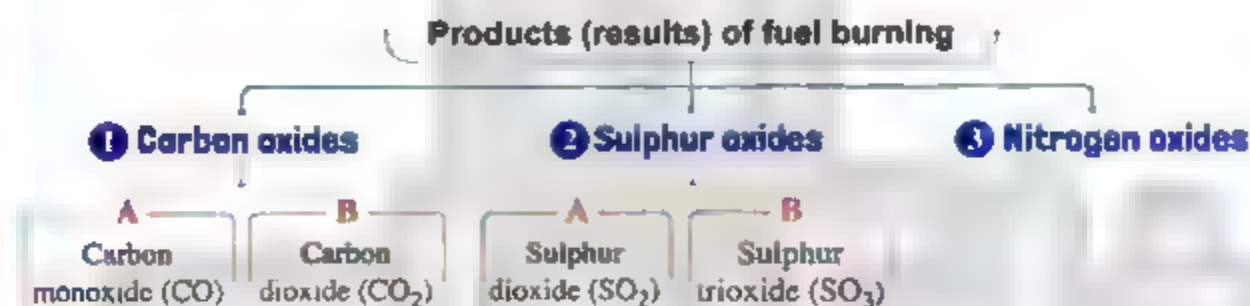 Products (results) of fuel burning
1 Carbon oxides
2 Sulphur oxides
3 Nitrogen oxides
A
B
A
B
Carbon
monoxide (CO)
Carbon
dioxide (CO₂)
Sulphur
dioxide (SO₂)
Sulphur
trioxide (SO₃)